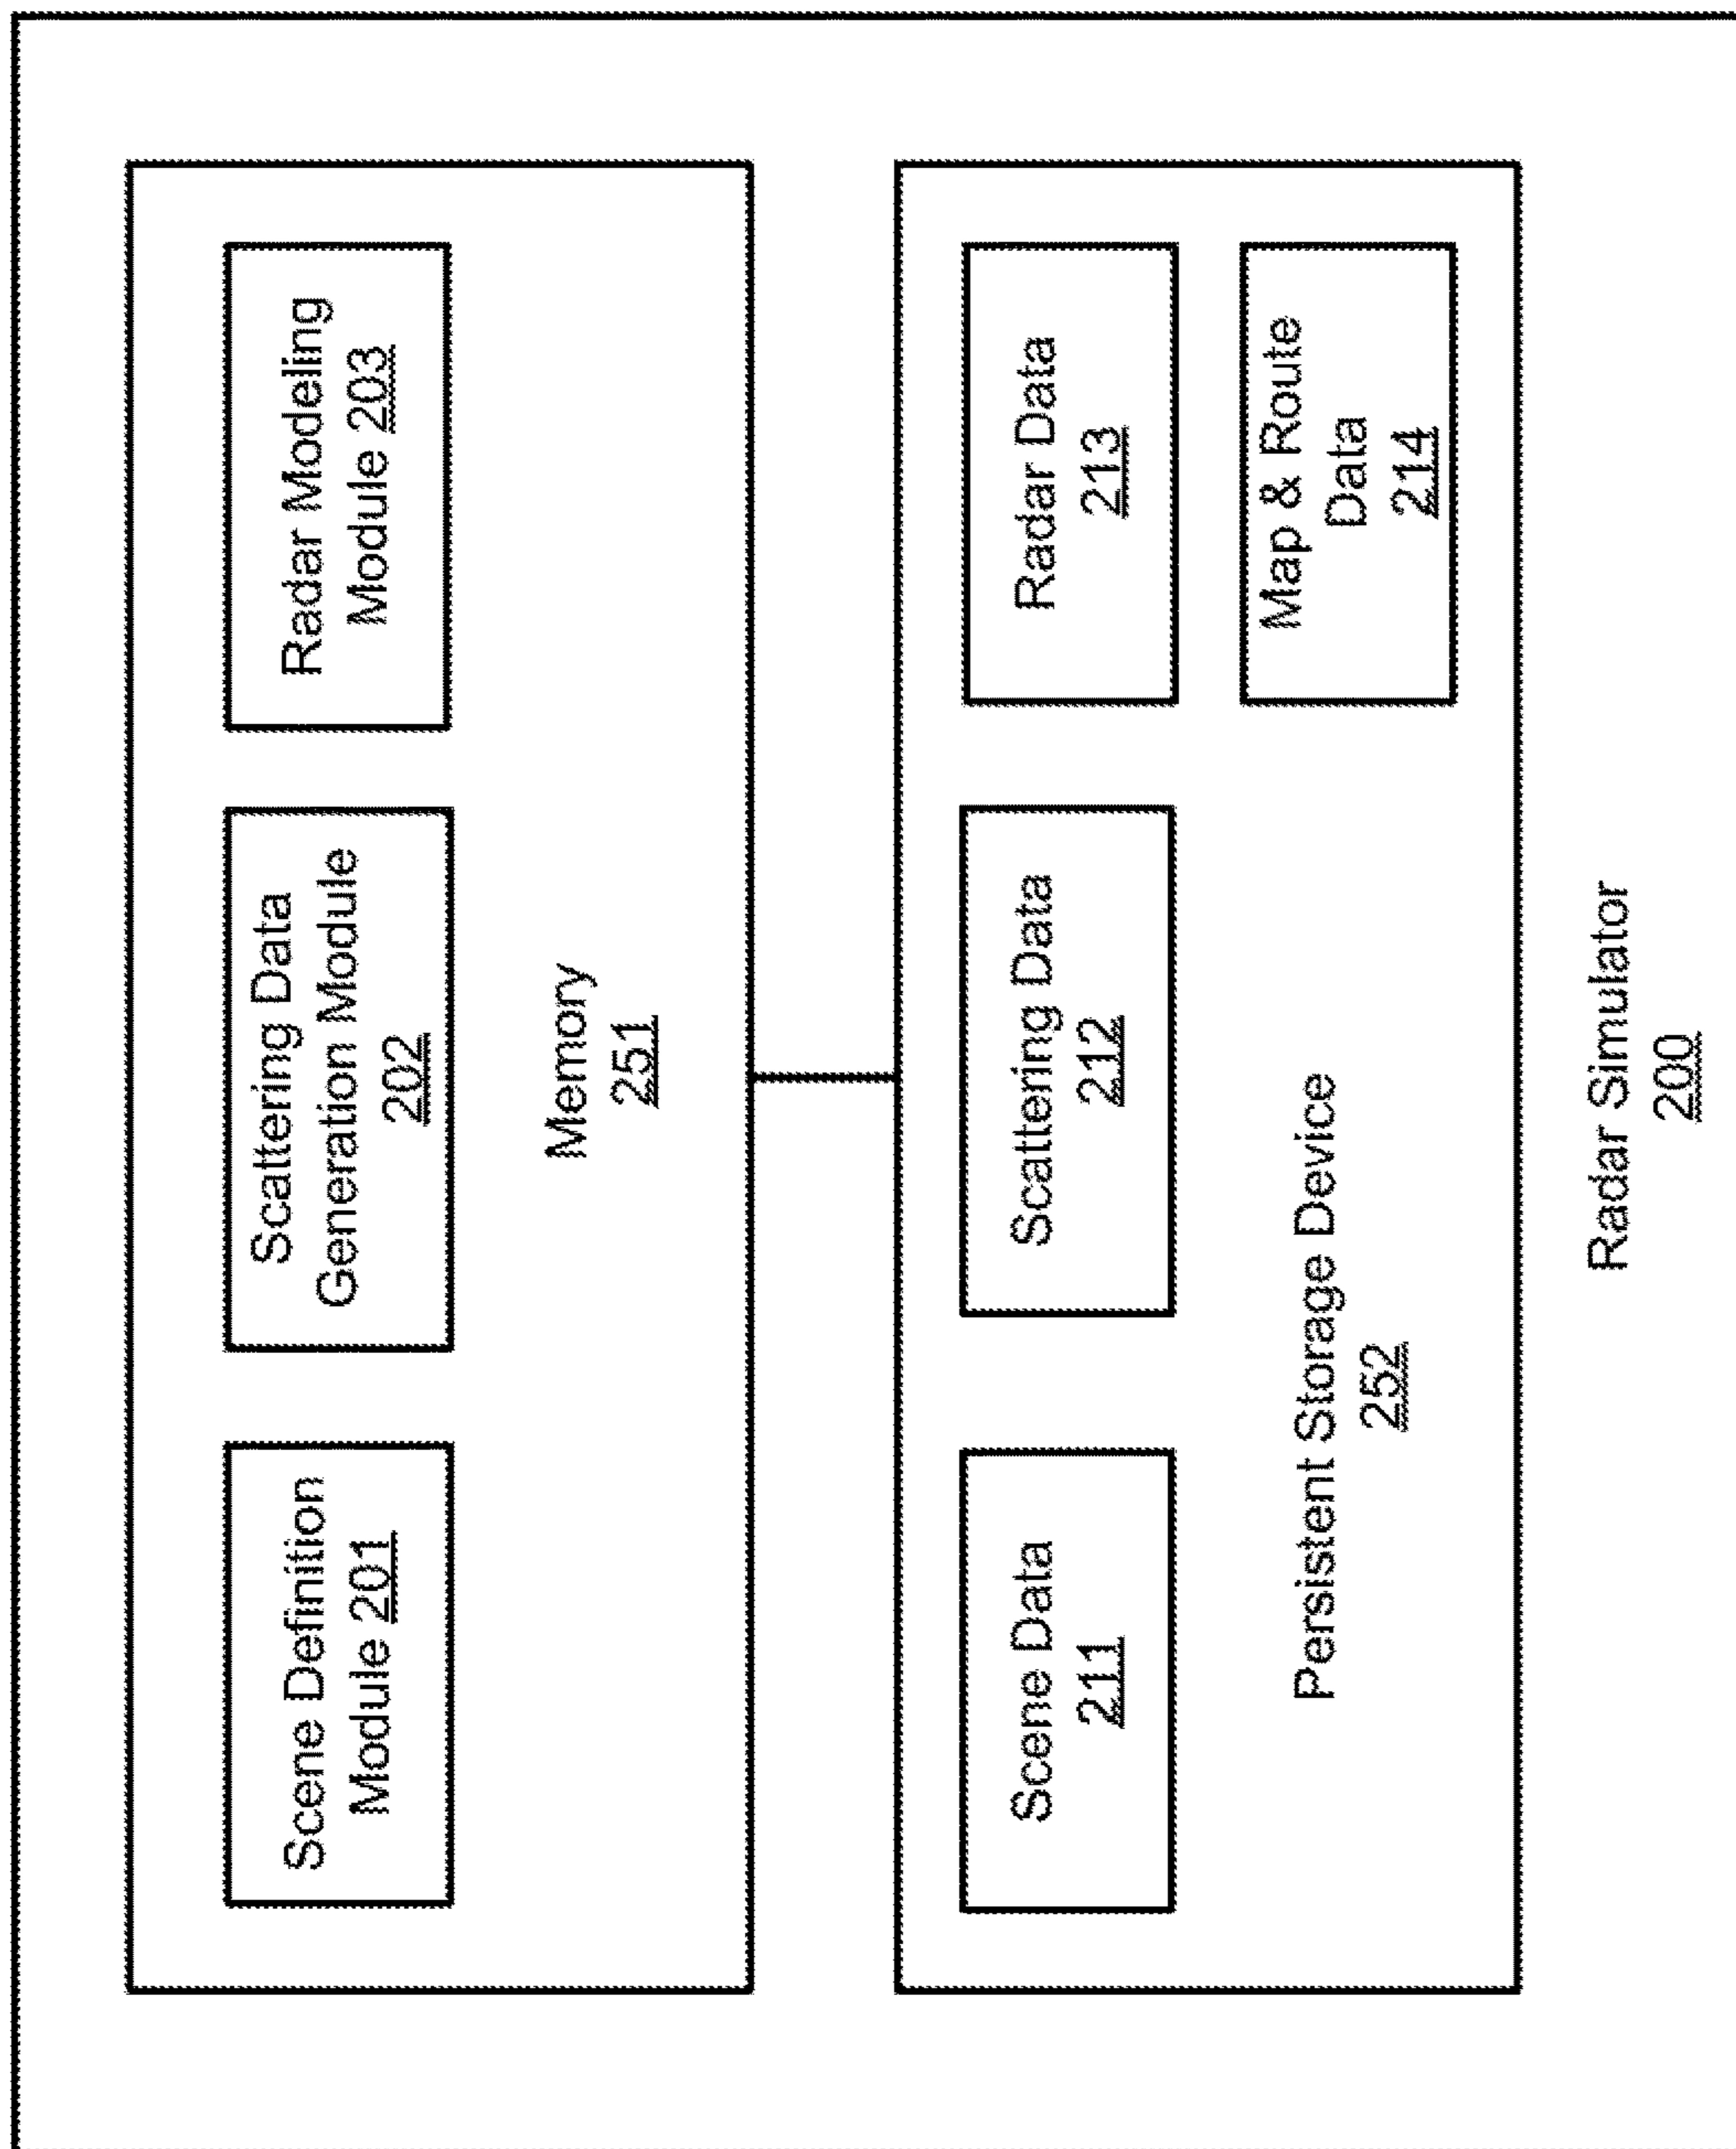 Scene Definition
Module 201
Scattering Data
Generation Module
202
Radar Modeling
Module 203
Memory
251
Scene Data
211
Scattering Data
212
Radar Data
213
Map & Route
Data
214
Persistent Storage Device
252
Radar Simulator
200